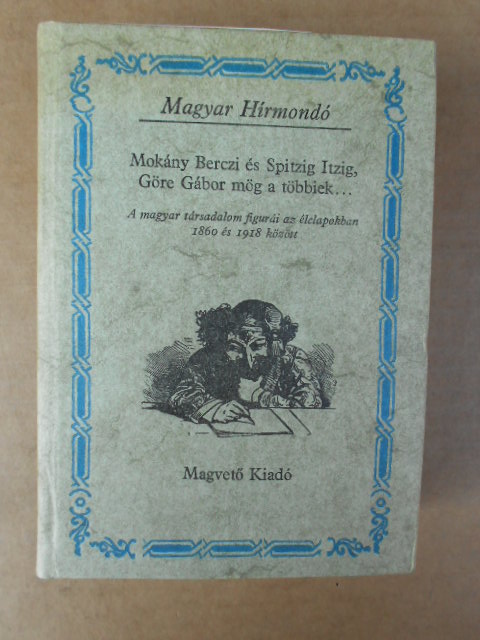 Magyar Hírmondó
Mokány Berczi és Spitzig Itzig,
Göre Gábor mög a többiek...
A magyar társadalom figurái az élclapokban
1860 és 1918 között
Magvető Kiadó